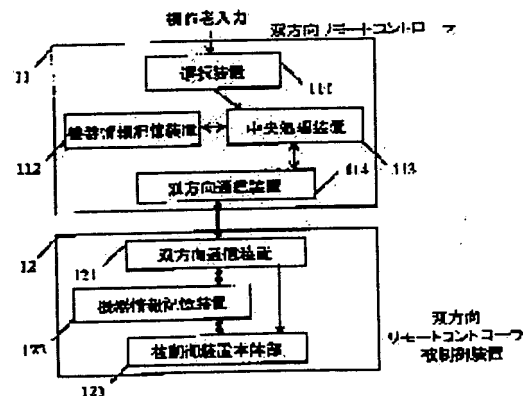 操作者入力
双方向リモートコントローラ
11
選択装置
111
機器情報記憶装置
中央処理装置
112
113
114
双方向通信装置
12
121
双方向通信装置
機器情報記憶装置
被制御装置本体部
123
双方向
リモートコントローラ
被制御装置